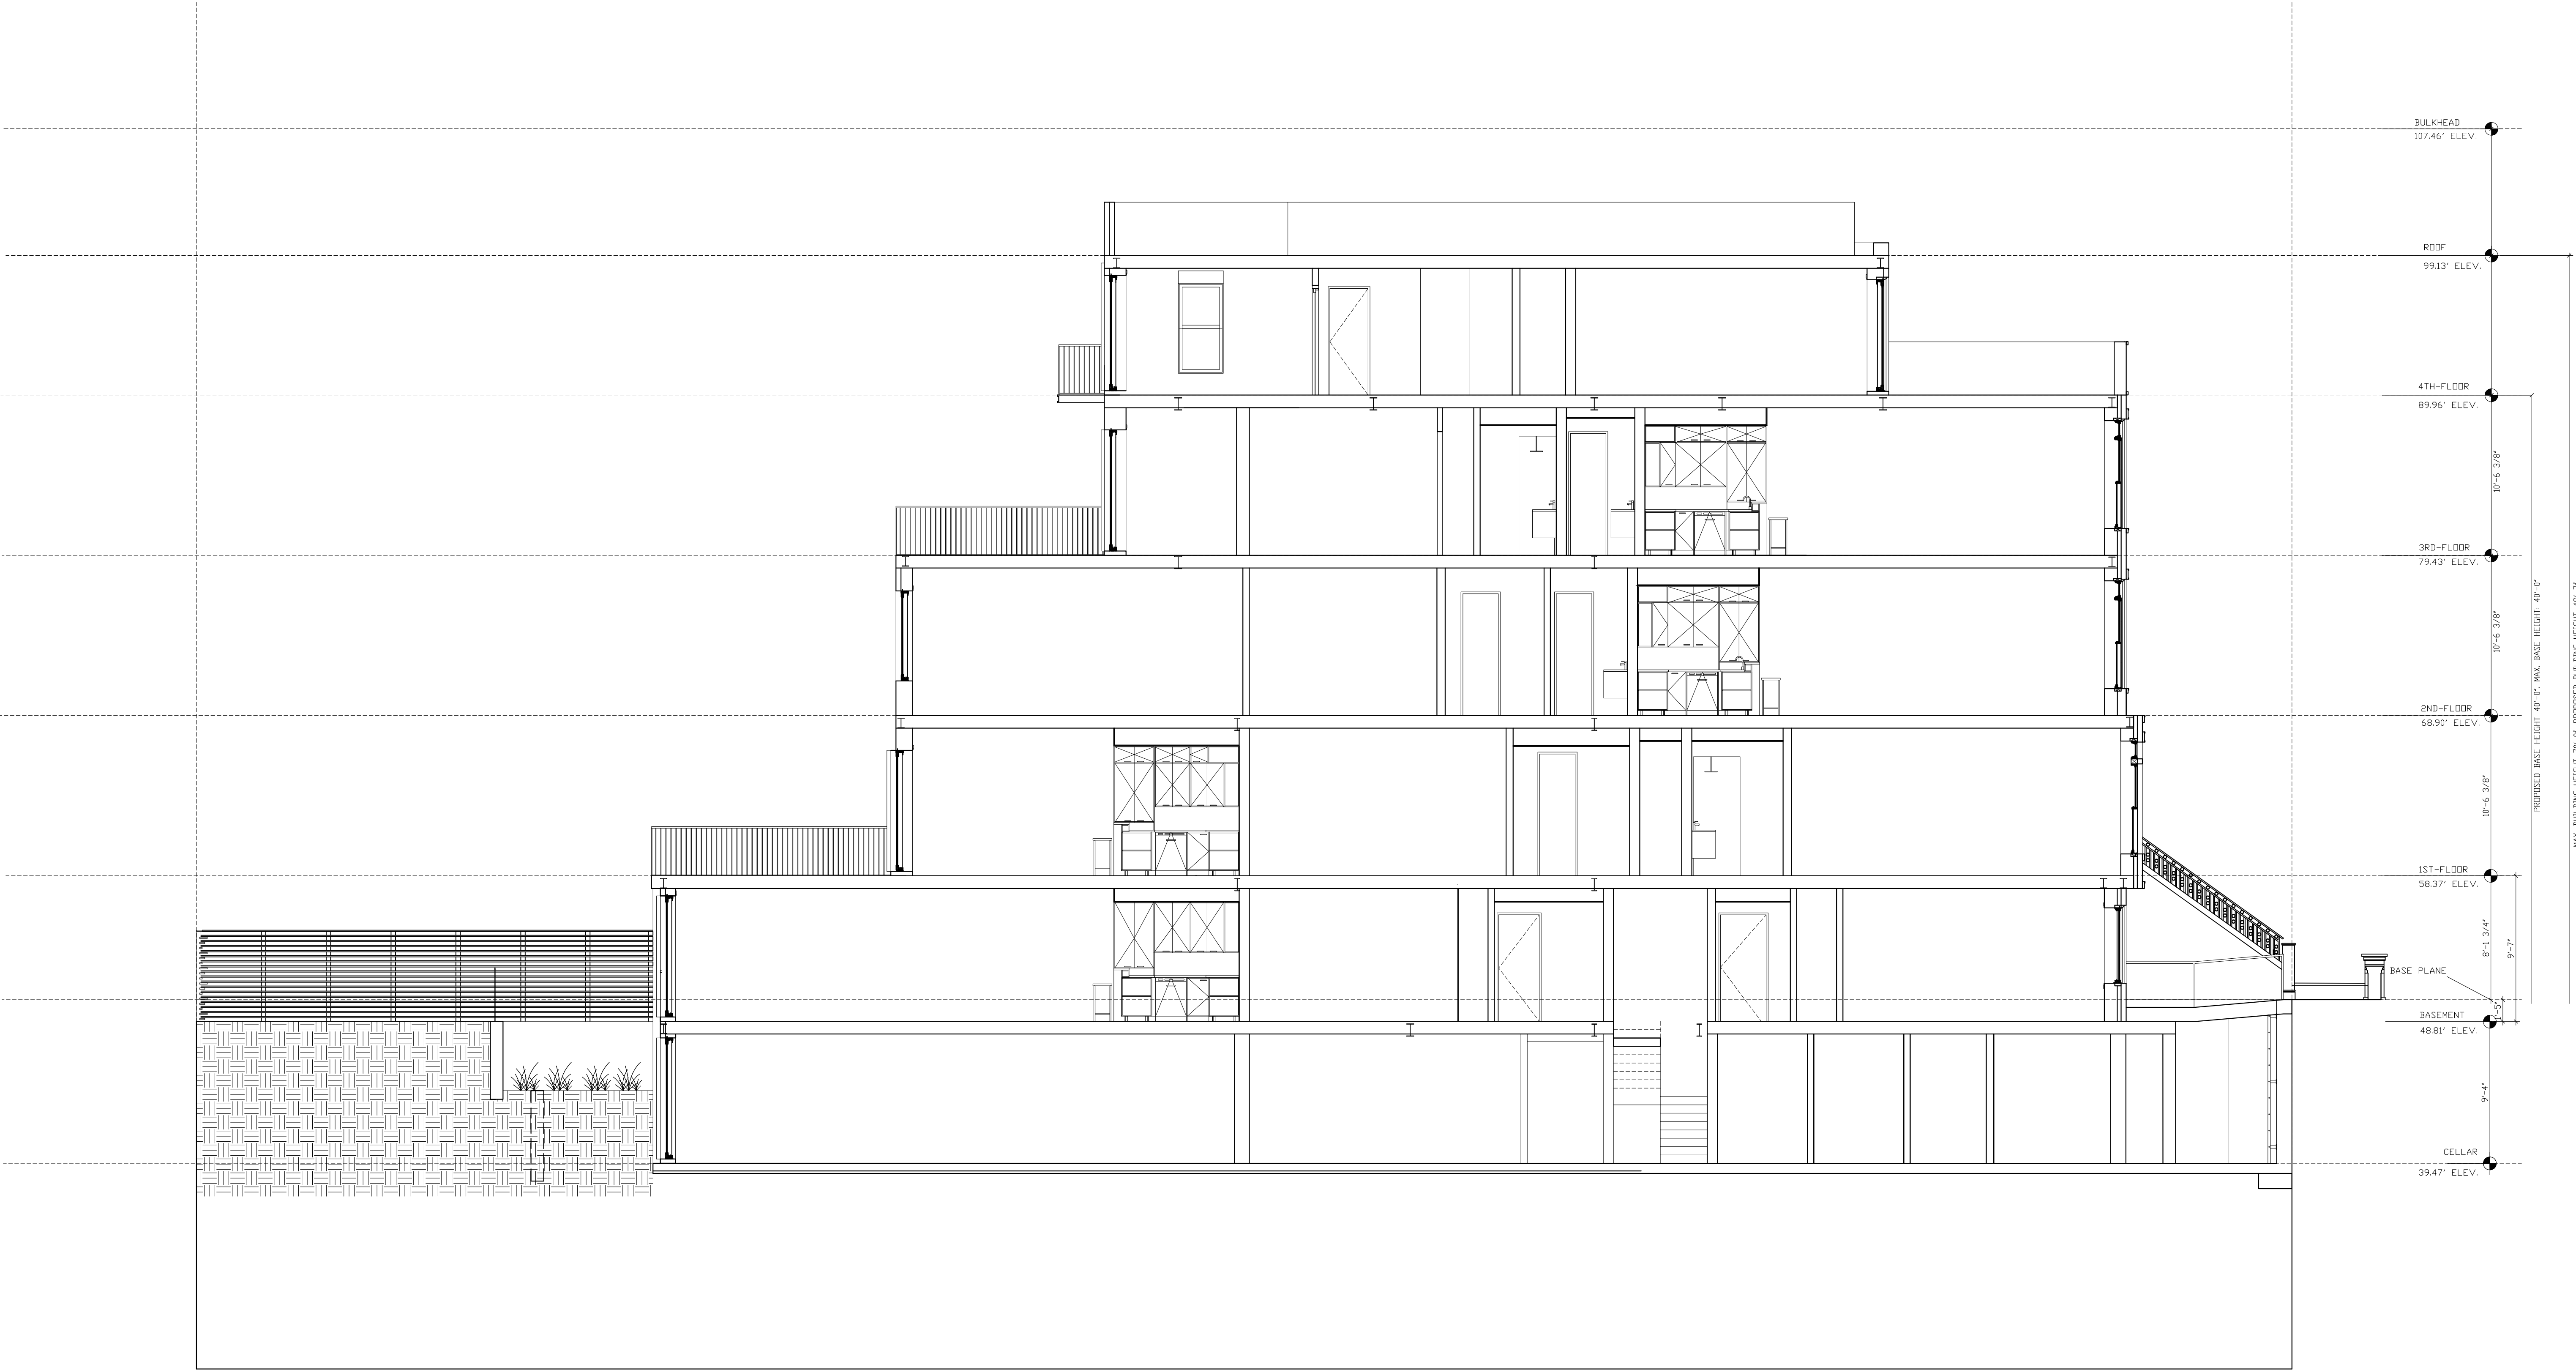 BULKHEAD
107.46' ELEV.
ROOF
99.13' ELEV.
4TH-FLOOR
89.96' ELEV.
10'-6 3/8"
3RD-FLOOR
79.43' ELEV.
10'-6 3/8"
PROPOSED BASE HEIGHT 40'-0", MAX. BASE HEIGHT: 40'-0"
2ND-FLOOR
68.90' ELEV.
10'-6 3/8"
1ST-FLOOR
58.37' ELEV.
8'-1 3/4"
9'-7"
BASE PLANE
1'-5"
BASEMENT
48.81' ELEV.
9'-4"
CELLAR
39.47' ELEV.